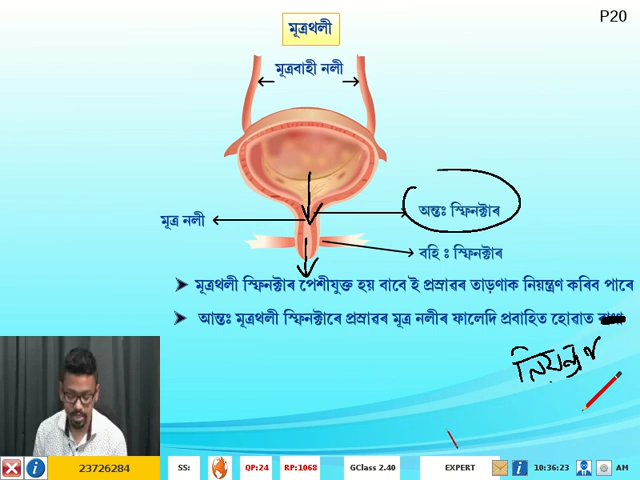 P20
মূত্ৰথলী
মূত্ৰবাহী নলী
অন্তঃ স্ফিনক্টাৰ
মূত্ৰ নলী
বহি ঃ স্ফিনক্টাৰ
মূত্ৰথলী স্ফিনক্টাৰ পেশীযুক্ত হয় বাবে ই প্ৰস্ৰাৱৰ তাড়ণাক নিয়ন্ত্ৰণ কৰিব পাৰে
আন্তঃ মূত্ৰথলী স্ফিনক্টাৰে প্ৰস্ৰাৱৰ মূত্ৰ নলীৰ ফালেদি প্ৰবাহিত হোৱাত
নিয়ন্ত্ৰণ
23726284 SS: QP:24 RP:1068 GClass 2.40 EXPERT 10:36:23 AM